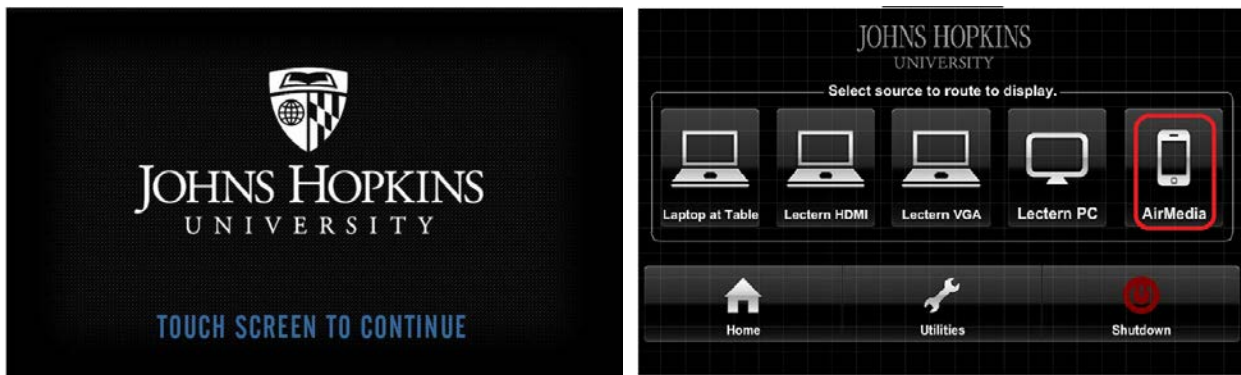 JOHNS HOPKINS
UNIVERSITY
TOUCH SCREEN TO CONTINUE
JOHNS HOPKINS
UNIVERSITY
Select source to route to display.
Laptop at Table
Lectern HDMI
Lectern VGA
Lectern PC
AirMedia
Home
Utilities
Shutdown